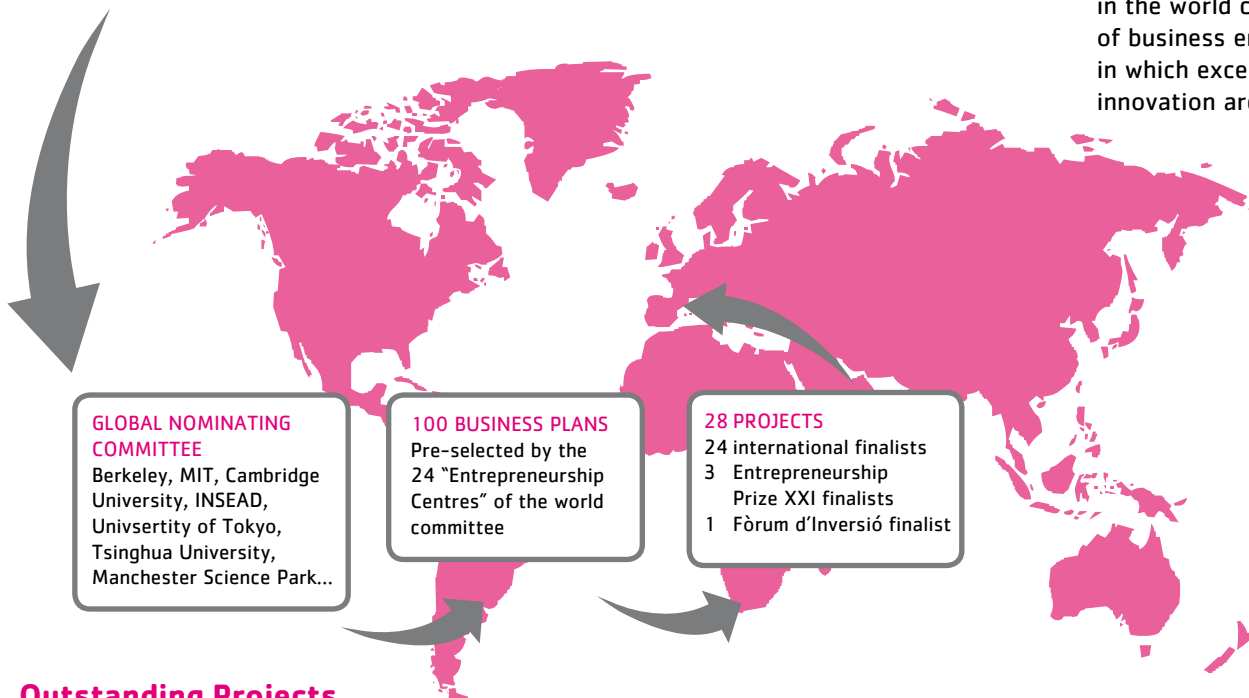 in the world
of business
in which
innovation
GLOBAL NOMINATING
COMMITTEE
Berkeley, MIT, Cambridge
University, INSEAD,
Univsertity of Tokyo,
Tsinghua University,
Manchester Science Park...
100 BUSINESS PLANS
Pre-selected by the
24 “Entrepreneurship
Centres” of the world
committee
28 PROJECTS
24 international finalists
3 Entrepreneurship
Prize XXI finalists
1 Fòrum d’Inversió finalist
Outstanding Projects